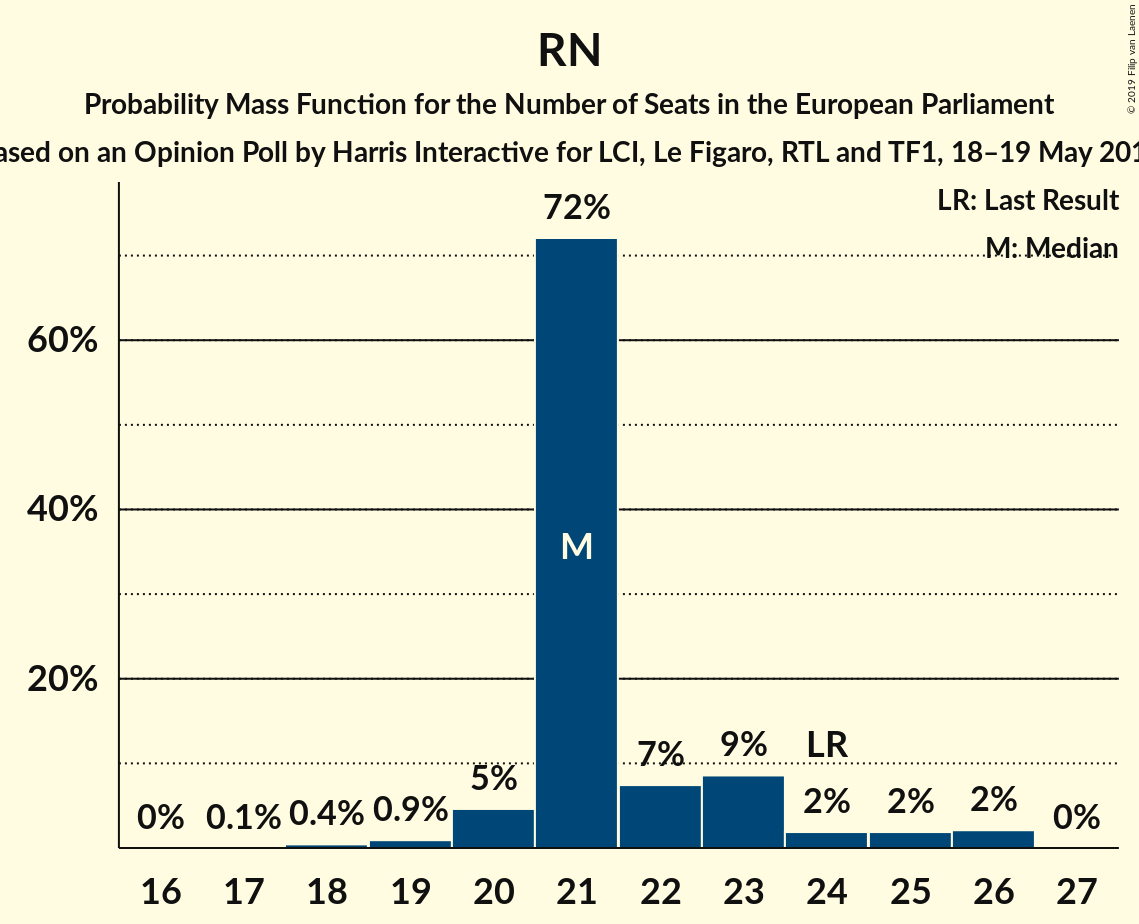 RN
Probability Mass Function for the Number of Seats in the European Parliament
ased on an Opinion Poll by Harris Interactive for LCI, Le Figaro, RTL and TF1, 18–19 May 201
© 2019 Filip van Laenen
LR: Last Result
M: Median
72%
60%
40%
M
20%
0% 0.1% 0.4% 0.9% 5% 7% 9% LR 2% 2% 2% 0%
16 17 18 19 20 21 22 23 24 25 26 27